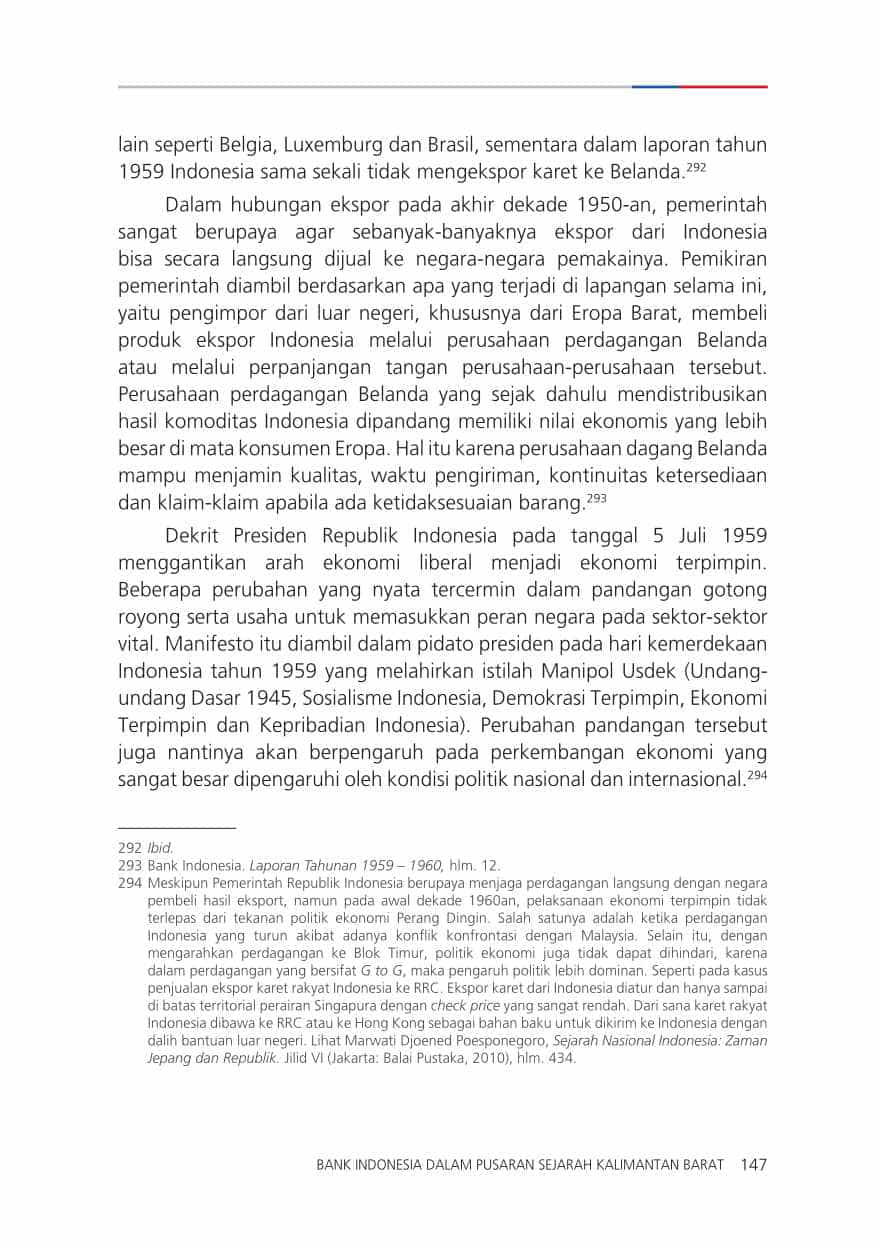 lain seperti Belgia, Luxemburg dan Brasil, sementara dalam laporan tahun
1959 Indonesia sama sekali tidak mengekspor karet ke Belanda.292
Dalam hubungan ekspor pada akhir dekade 1950-an, pemerintah
sangat berupaya agar sebanyak-banyaknya ekspor dari Indonesia
bisa secara langsung dijual ke negara-negara pemakainya. Pemikiran
pemerintah diambil berdasarkan apa yang terjadi di lapangan selama ini,
yaitu pengimpor dari luar negeri, khususnya dari Eropa Barat, membeli
produk ekspor Indonesia melalui perusahaan perdagangan Belanda
atau melalui perpanjangan tangan perusahaan-perusahaan tersebut.
Perusahaan perdagangan Belanda yang sejak dahulu mendistribusikan
hasil komoditas Indonesia dipandang memiliki nilai ekonomis yang lebih
besar di mata konsumen Eropa. Hal itu karena perusahaan dagang Belanda
mampu menjamin kualitas, waktu pengiriman, kontinuitas ketersediaan
dan klaim-klaim apabila ada ketidaksesuaian barang.293
Dekrit Presiden Republik Indonesia pada tanggal 5 Juli 1959
menggantikan arah ekonomi liberal menjadi ekonomi terpimpin.
Beberapa perubahan yang nyata tercermin dalam pandangan gotong
royong serta usaha untuk memasukkan peran negara pada sektor-sektor
vital. Manifesto itu diambil dalam pidato presiden pada hari kemerdekaan
Indonesia tahun 1959 yang melahirkan istilah Manipol Usdek (Undang-
undang Dasar 1945, Sosialisme Indonesia, Demokrasi Terpimpin, Ekonomi
Terpimpin dan Kepribadian Indonesia). Perubahan pandangan tersebut
juga nantinya akan berpengaruh pada perkembangan ekonomi yang
sangat besar dipengaruhi oleh kondisi politik nasional dan internasional.294
292 Ibid.
293 Bank Indonesia. Laporan Tahunan 1959 – 1960, hlm. 12.
294 Meskipun Pemerintah Republik Indonesia berupaya menjaga perdagangan langsung dengan negara
pembeli hasil eksport, namun pada awal dekade 1960an, pelaksanaan ekonomi terpimpin tidak
terlepas dari tekanan politik ekonomi Perang Dingin. Salah satunya adalah ketika perdagangan
Indonesia yang turun akibat adanya konflik konfrontasi dengan Malaysia. Selain itu, dengan
mengarahkan perdagangan ke Blok Timur, politik ekonomi juga tidak dapat dihindari, karena
dalam perdagangan yang bersifat G to G, maka pengaruh politik lebih dominan. Seperti pada kasus
penjualan ekspor karet rakyat Indonesia ke RRC. Ekspor karet dari Indonesia diatur dan hanya sampai
di batas territorial perairan Singapura dengan check price yang sangat rendah. Dari sana karet rakyat
Indonesia dibawa ke RRC atau ke Hong Kong sebagai bahan baku untuk dikirim ke Indonesia dengan
dalih bantuan luar negeri. Lihat Marwati Djoened Poesponegoro, Sejarah Nasional Indonesia: Zaman
Jepang dan Republik. Jilid VI (Jakarta: Balai Pustaka, 2010), hlm. 434.
BANK INDONESIA DALAM PUSARAN SEJARAH KALIMANTAN BARAT 147